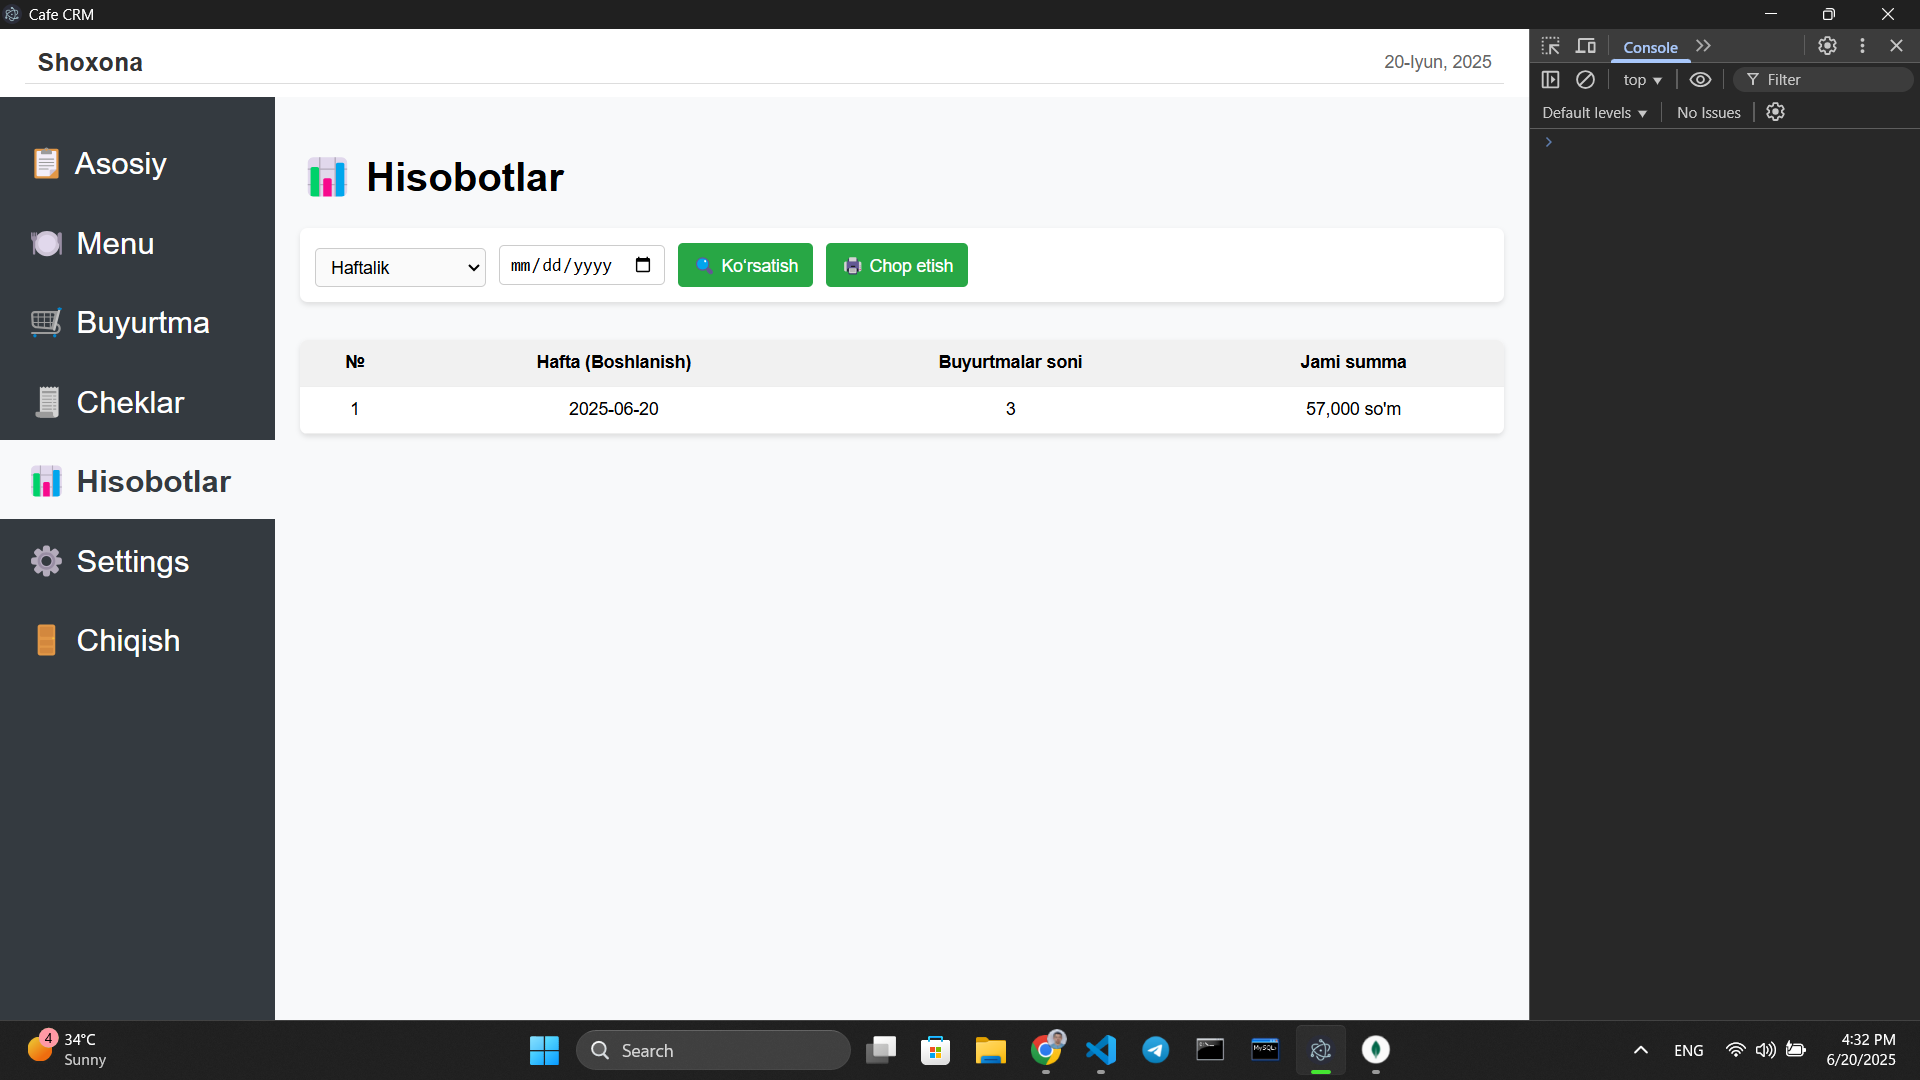 Cafe CRM
Shoxona
20-Iyun, 2025
Console
top
Filter
Default levels
No Issues
Asosiy
Menu
Buyurtma
Cheklar
Hisobotlar
Settings
Chiqish
Hisobotlar
Haftalik
mm/dd/yyyy
Ko‘rsatish
Chop etish
№ Hafta (Boshlanish) Buyurtmalar soni Jami summa
1 2025-06-20 3 57,000 so'm
4
34°C
Sunny
Search
MySQL
ENG
4:32 PM
6/20/2025